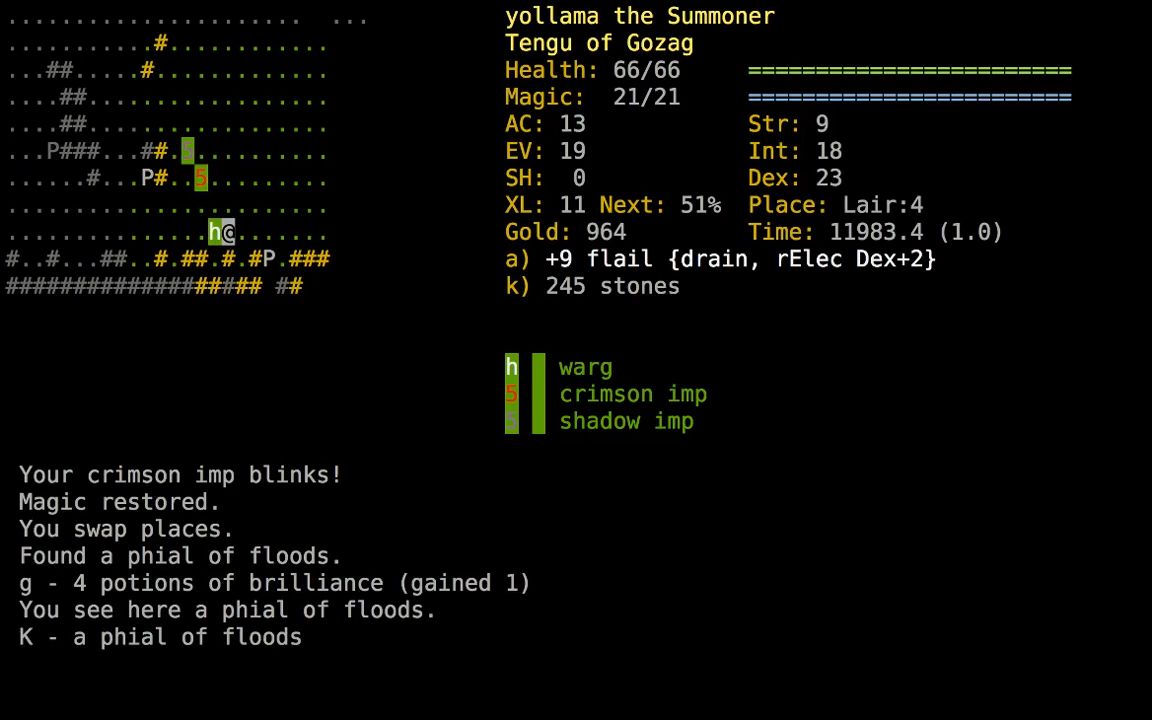 ...................... ...
...........#............
...##.....#.............
....##..................
....##..................
...P###...##.5..........
......#...P#..5.........
........................
...............h@.......
#..#...##..#.##.#.#P.###
################### ##
yollama the Summoner
Tengu of Gozag
Health: 66/66 ========================
Magic: 21/21 ========================
AC: 13 Str: 9
EV: 19 Int: 18
SH: 0 Dex: 23
XL: 11 Next: 51% Place: Lair:4
Gold: 964 Time: 11983.4 (1.0)
a) +9 flail {drain, rElec Dex+2}
k) 245 stones
h warg
5 crimson imp
5 shadow imp
Your crimson imp blinks!
Magic restored.
You swap places.
Found a phial of floods.
g - 4 potions of brilliance (gained 1)
You see here a phial of floods.
K - a phial of floods